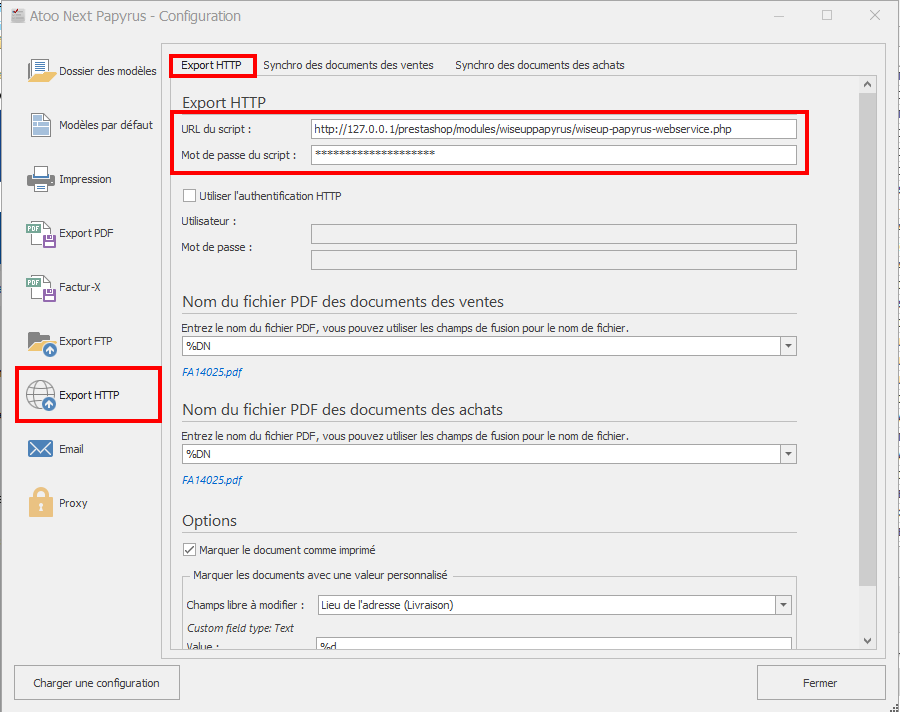 Atoo Next Papyrus - Configuration
Dossier des modèles
Modèles par défaut
Impression
Export PDF
Factur-X
Export FTP
Export HTTP
Email
Proxy
Export HTTP
Synchro des documents des ventes
Synchro des documents des achats
Export HTTP
URL du script :
http://127.0.0.1/prestashop/modules/wiseuppapyrus/wiseup-papyrus-webservice.php
Mot de passe du script :
********************
Utiliser l'authentification HTTP
Utilisateur :
Mot de passe :
Nom du fichier PDF des documents des ventes
Entrez le nom du fichier PDF, vous pouvez utiliser les champs de fusion pour le nom de fichier.
%DN
FA14025.pdf
Nom du fichier PDF des documents des achats
Entrez le nom du fichier PDF, vous pouvez utiliser les champs de fusion pour le nom de fichier.
%DN
FA14025.pdf
Options
Marquer le document comme imprimé
Marquer les documents avec une valeur personnalisé
Champs libre à modifier :
Lieu de l'adresse (Livraison)
Custom field type: Text
Value :
%d
Charger une configuration
Fermer